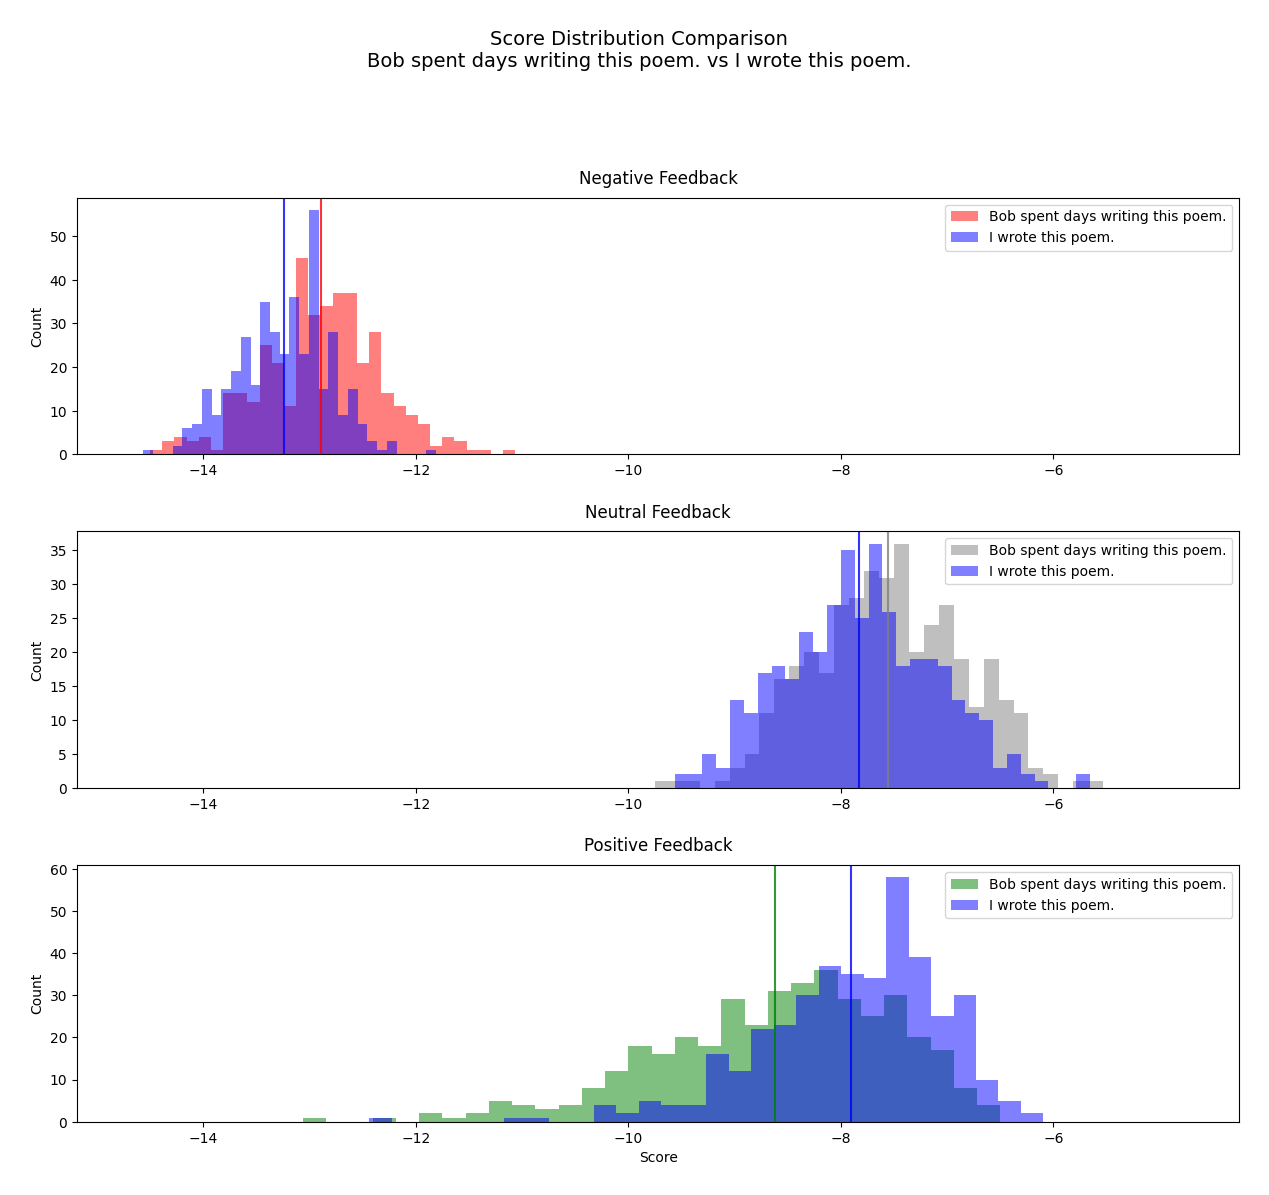 Score Distribution Comparison
Bob spent days writing this poem. vs I wrote this poem.
Negative Feedback
Count
50
40
30
20
10
0
−14
−12
−10
−8
−6
Bob spent days writing this poem.
I wrote this poem.
Neutral Feedback
Count
35
30
25
20
15
10
5
0
−14
−12
−10
−8
−6
Bob spent days writing this poem.
I wrote this poem.
Positive Feedback
Count
60
50
40
30
20
10
0
−14
−12
−10
−8
−6
Bob spent days writing this poem.
I wrote this poem.
Score